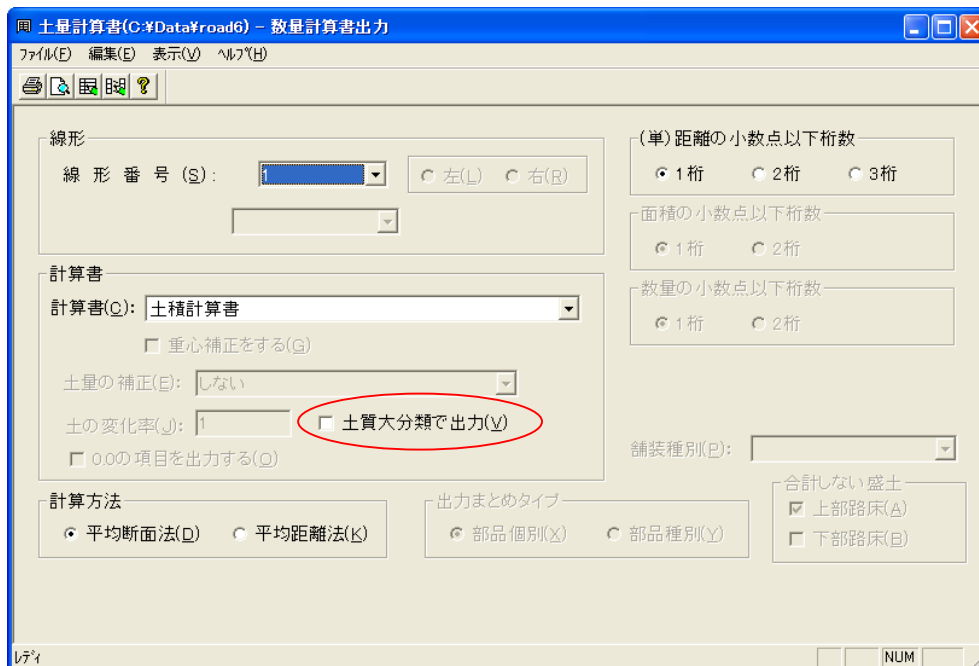 土量計算書(C:¥Data¥road6) - 数量計算書出力
ファイル(F) 編集(E) 表示(V) ヘルプ(H)
線形
線 形 番 号 (S) : 1 左(L) 右(R)
計算書
計算書(C): 土積計算書
重心補正をする(G)
土量の補正(E): しない
土の変化率(J): 1 土質大分類で出力(V)
0.0の項目を出力する(O)
計算方法
平均断面法(D) 平均距離法(K)
出力まとめタイプ
部品個別(X) 部品種別(Y)
(単)距離の小数点以下桁数
1桁 2桁 3桁
面積の小数点以下桁数
1桁 2桁
数量の小数点以下桁数
1桁 2桁
舗装種別(P):
合計しない盛土
上部路床(A)
下部路床(B)
レディ NUM